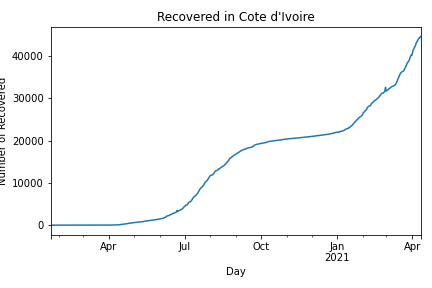 Recovered in Cote d'Ivoire
Number of Recovered
40000
30000
20000
10000
0
Apr
Jul
Oct
Jan
2021
Apr
Day